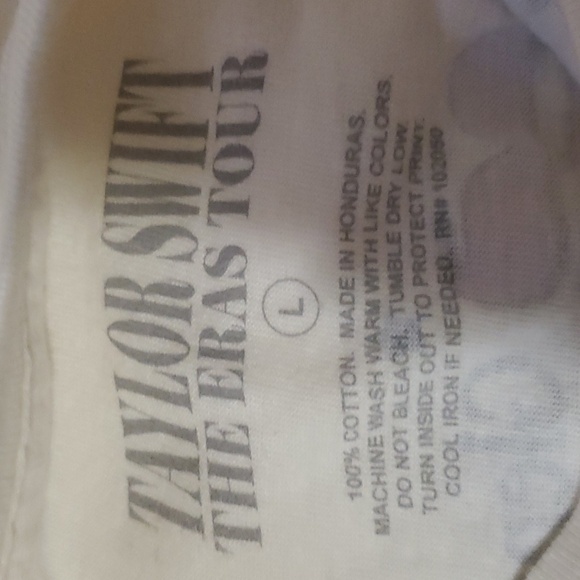 TAYLOR SWIFT
THE ERAS TOUR
L
100% COTTON. MADE IN HONDURAS.
MACHINE WASH WARM WITH LIKE COLORS.
DO NOT BLEACH. TUMBLE DRY LOW.
TURN INSIDE OUT TO PROTECT PRINT.
COOL IRON IF NEEDED. RN#